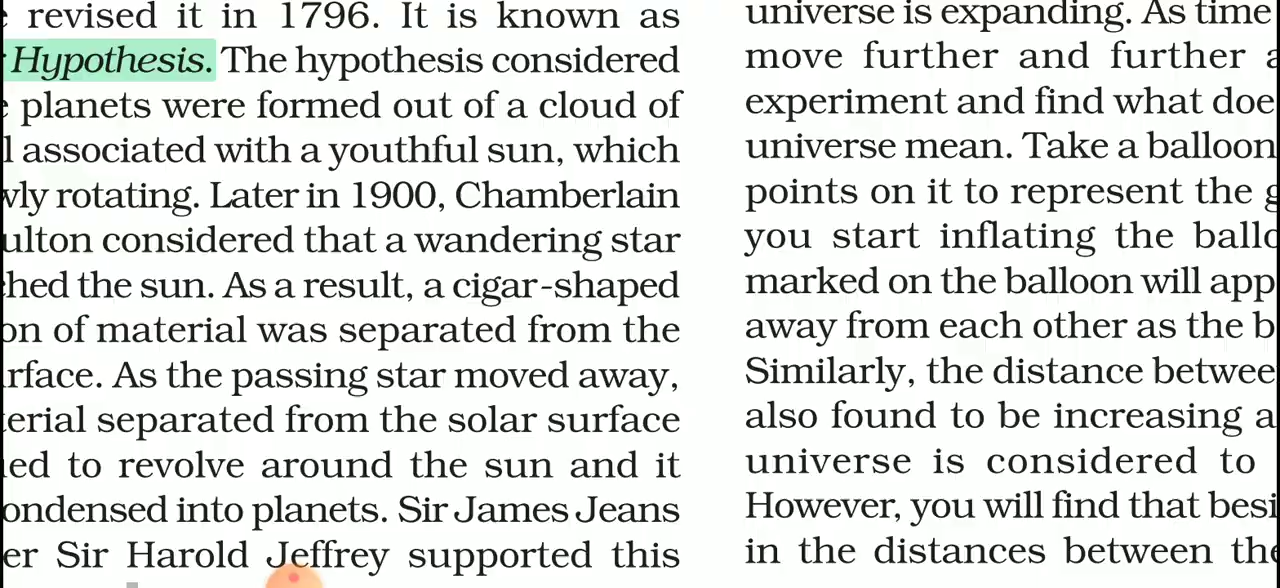 revised it in 1796. It is known as
Hypothesis. The hypothesis considered
planets were formed out of a cloud of
associated with a youthful sun, which
rotating. Later in 1900, Chamberlain
considered that a wandering star
the sun. As a result, a cigar-shaped
of material was separated from the
As the passing star moved away,
separated from the solar surface
to revolve around the sun and it
into planets. Sir James Jeans
Sir Harold Jeffrey supported this
universe is expanding. As time
move further and further
experiment and find what
universe mean. Take a balloon
points on it to represent the
you start inflating the
marked on the balloon will
away from each other as the
Similarly, the distance
also found to be increasing
universe is considered to
However, you will find that
in the distances between